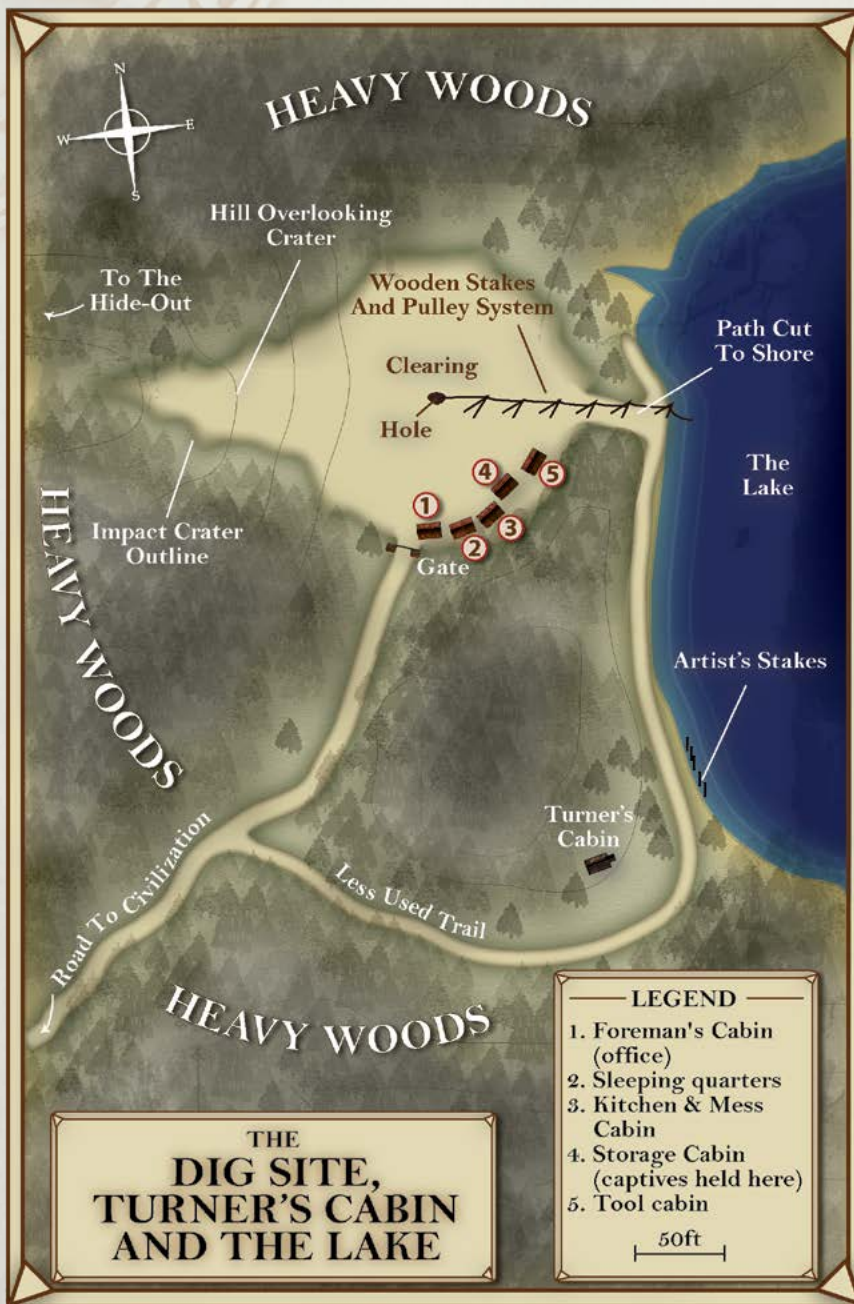 HEAVY WOODS
N
W
E
S
Hill Overlooking
Crater
To The
Hide-Out
Wooden Stakes
And Pulley System
Path Cut
To Shore
Clearing
Hole
The
Lake
1
2
3
4
5
Gate
Impact Crater
Outline
HEAVY WOODS
Artist's Stakes
Turner's
Cabin
Road To Civilization
Less Used Trail
HEAVY WOODS
LEGEND
1. Foreman's Cabin
(office)
2. Sleeping quarters
3. Kitchen & Mess
Cabin
4. Storage Cabin
(captives held here)
5. Tool cabin
50ft
THE
DIG SITE,
TURNER'S CABIN
AND THE LAKE